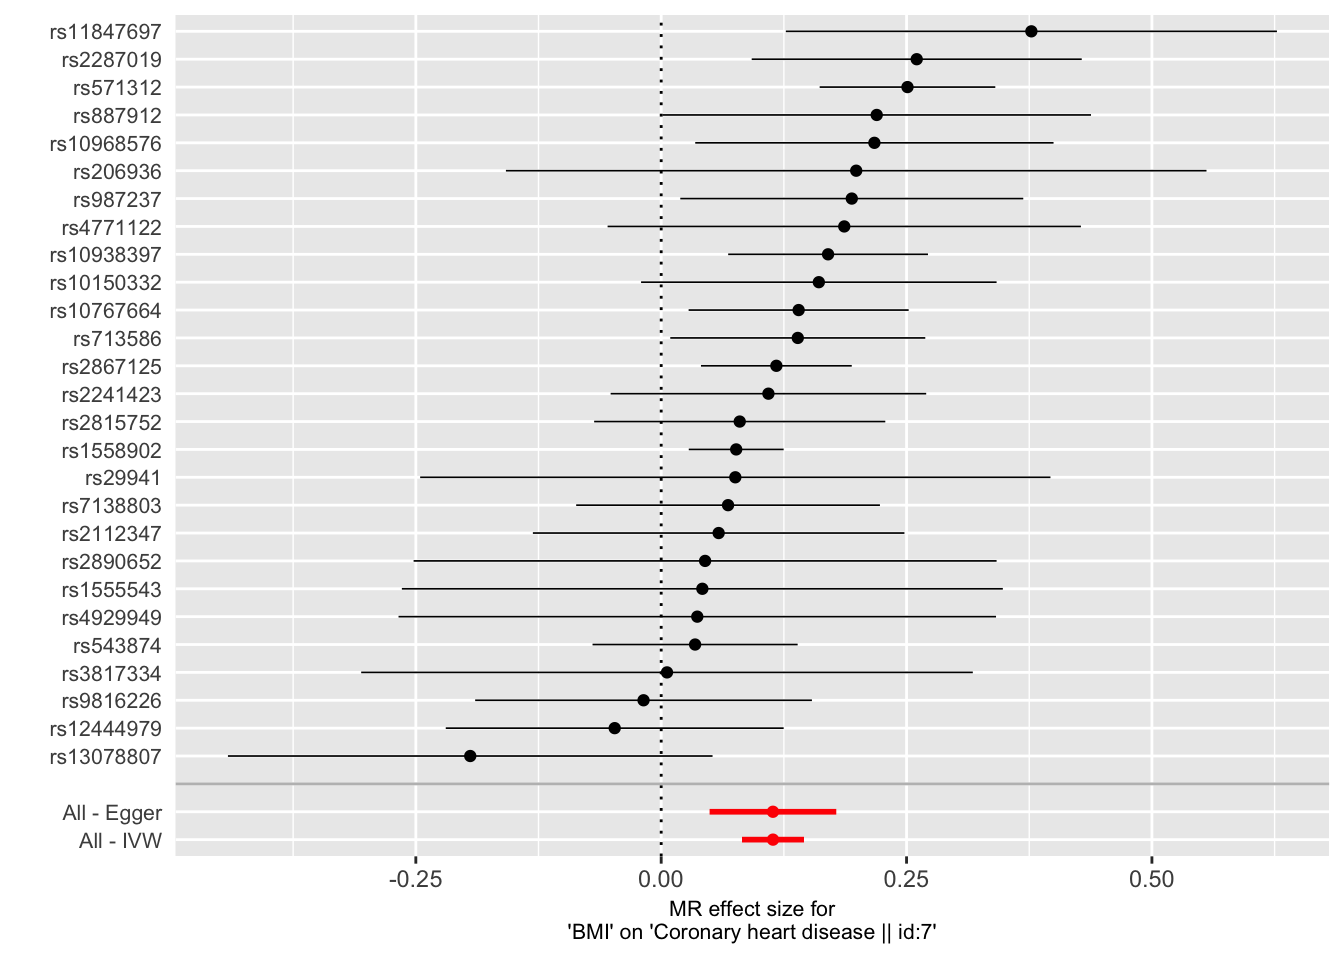 rs11847697
rs2287019
rs571312
rs887912
rs10968576
rs206936
rs987237
rs4771122
rs10938397
rs10150332
rs10767664
rs713586
rs2867125
rs2241423
rs2815752
rs1558902
rs29941
rs7138803
rs2112347
rs2890652
rs1555543
rs4929949
rs543874
rs3817334
rs9816226
rs12444979
rs13078807
All - Egger
All - IVW
-0.25 0.00 0.25 0.50
MR effect size for
'BMI' on 'Coronary heart disease || id:7'